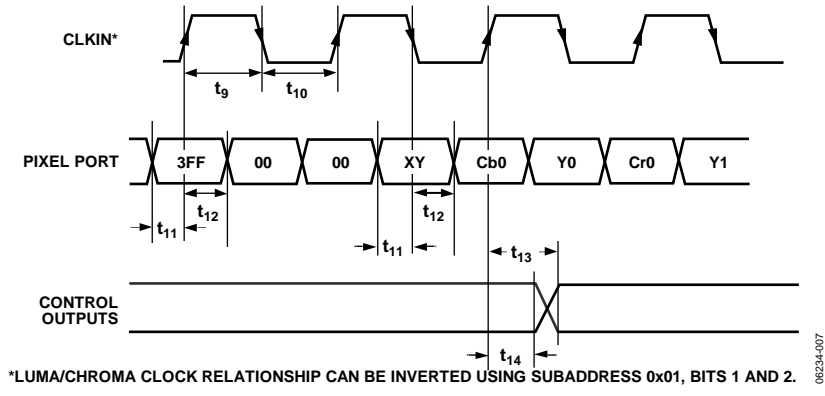 CLKIN*
t9
t10
PIXEL PORT
3FF
00
00
XY
Cb0
Y0
Cr0
Y1
t12
t12
t11
t11
t13
CONTROL
OUTPUTS
t14
*LUMA/CHROMA CLOCK RELATIONSHIP CAN BE INVERTED USING SUBADDRESS 0x01, BITS 1 AND 2.
06234-007